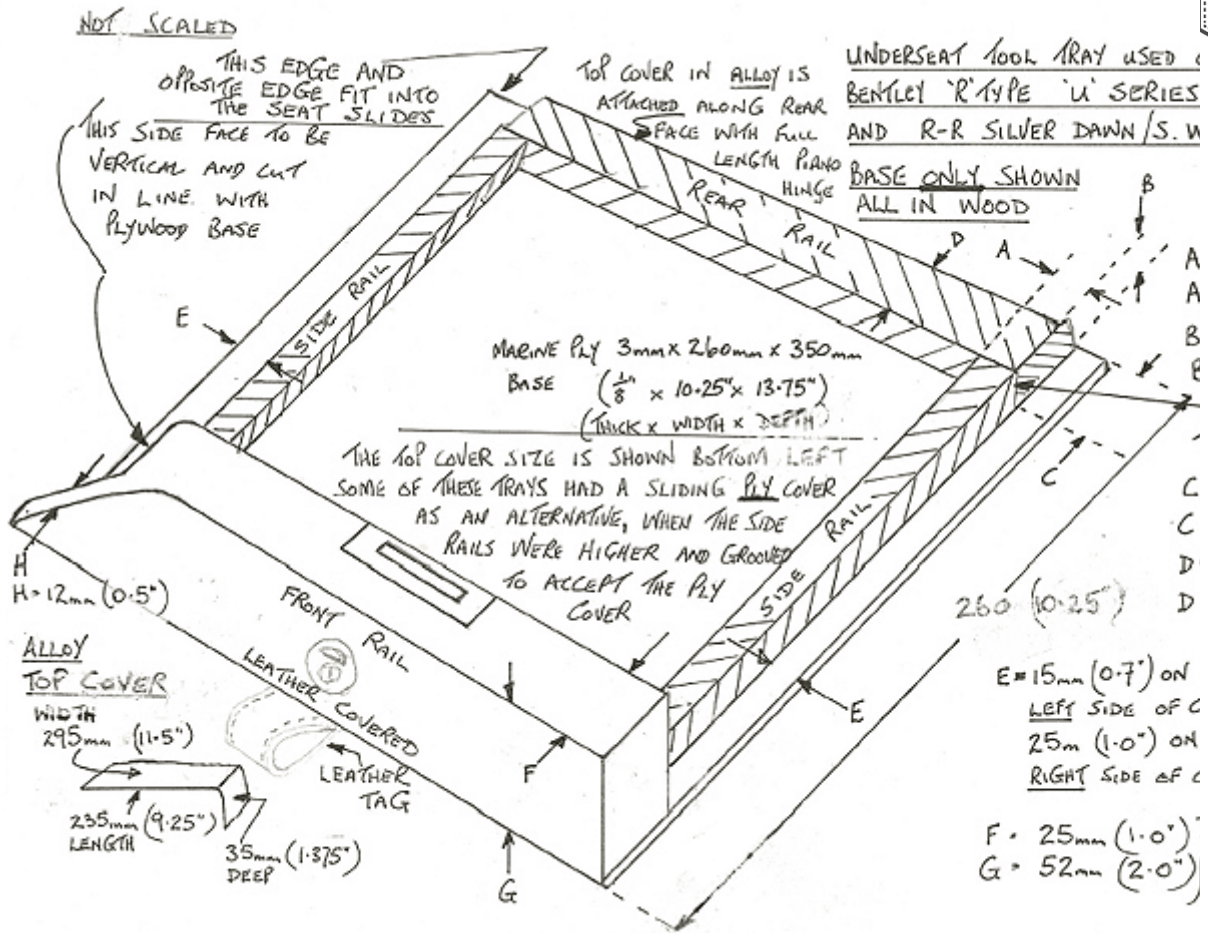 NOT SCALED
THIS EDGE AND
OPPOSITE EDGE FIT INTO
THE SEAT SLIDES
THIS SIDE FACE TO BE
VERTICAL AND CUT
IN LINE WITH
PLYWOOD BASE
TOP COVER IN ALLOY IS
ATTACHED ALONG REAR
FACE WITH FULL
LENGTH PIANO
HINGE
UNDERSEAT TOOL TRAY USED
BENTLEY 'R' TYPE 'U' SERIES
AND R-R SILVER DAWN/S. W
BASE ONLY SHOWN
ALL IN WOOD
B
A
D
REAR
RAIL
A
A
B
B
E
SIDE
RAIL
MARINE PLY 3mm x 260mm x 350mm
BASE (1/8" x 10.25" x 13.75")
(THICK x WIDTH x DEPTH)
THE TOP COVER SIZE IS SHOWN BOTTOM LEFT
SOME OF THESE TRAYS HAD A SLIDING PLY COVER
AS AN ALTERNATIVE, WHEN THE SIDE
RAILS WERE HIGHER AND GROOVED
TO ACCEPT THE PLY
COVER
C
C
C
D
D
SIDE
RAIL
260 (10.25")
H
H=12mm (0.5")
FRONT
RAIL
LEATHER COVERED
LEATHER
TAG
ALLOY
TOP COVER
WIDTH
295mm (11.5")
235mm (9.25")
LENGTH
35mm (1.375")
DEEP
F
G
E
E=15mm (0.7") ON
LEFT SIDE OF
25m (1.0") ON
RIGHT SIDE OF
F = 25mm (1.0")
G = 52mm (2.0")